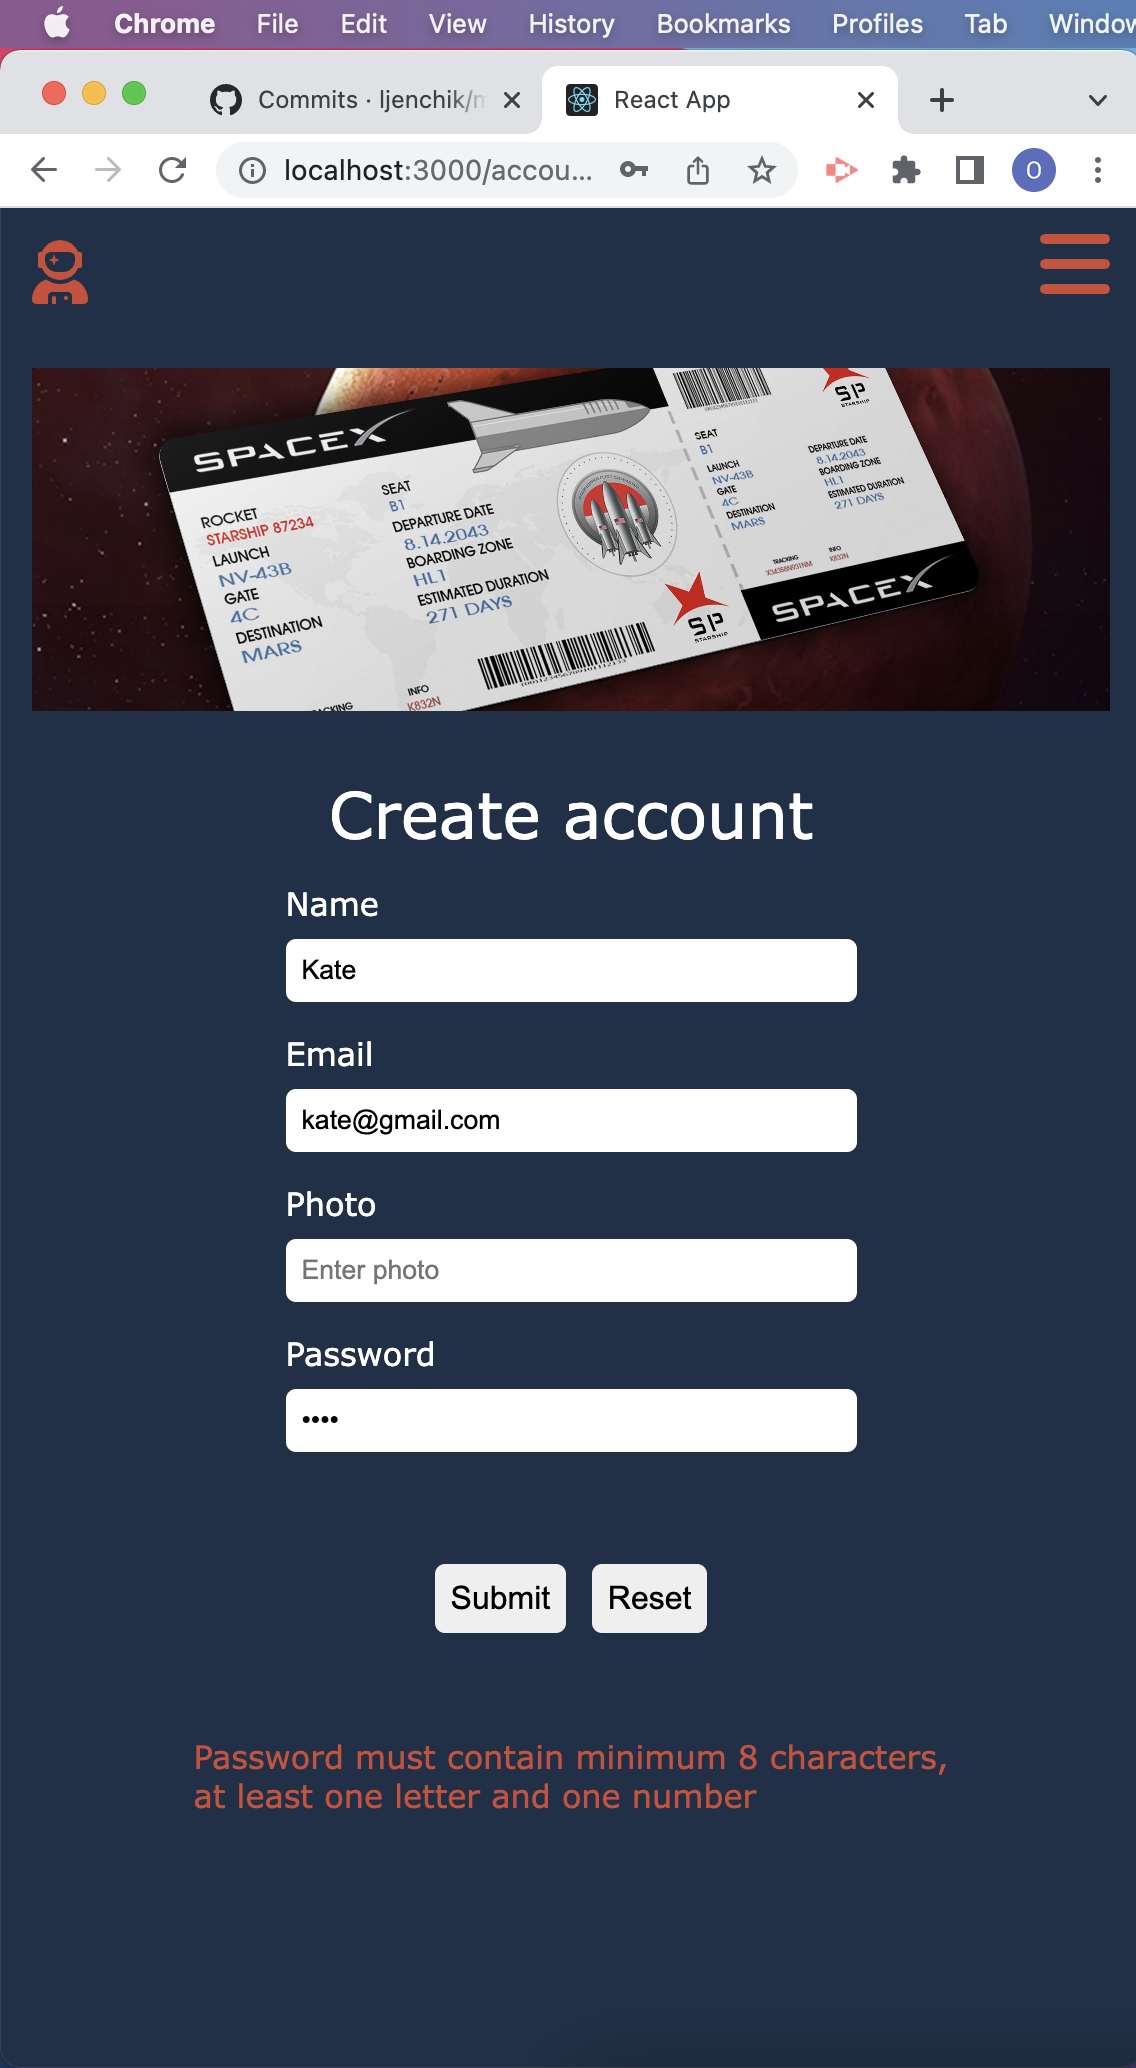 Chrome File Edit View History Bookmarks Profiles Tab Window
Commits · ljenchik/m
React App
localhost:3000/accou...
O
SPACEX
ROCKET
STARSHIP 87234
LAUNCH
NV-43B
GATE
4C
DESTINATION
MARS
SEAT
B1
DEPARTURE DATE
8.14.2043
BOARDING ZONE
HL1
ESTIMATED DURATION
271 DAYS
INFO
K832N
SP
STARSHIP
SEAT
B1
LAUNCH
NV-43B
GATE
4C
DESTINATION
MARS
DEPARTURE DATE
8.14.2043
BOARDING ZONE
HL1
ESTIMATED DURATION
271 DAYS
TRACKING
INFO
K832N
SP
STARSHIP
SPACEX
Create account
Name
Kate
Email
kate@gmail.com
Photo
Enter photo
Password
••••
Submit Reset
Password must contain minimum 8 characters,
at least one letter and one number